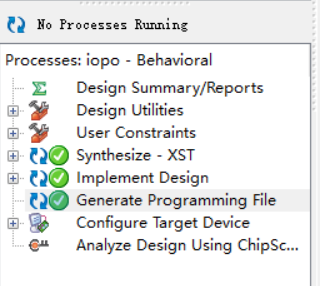 No Processes Running
Processes: iopo - Behavioral
Design Summary/Reports
Design Utilities
User Constraints
Synthesize - XST
Implement Design
Generate Programming File
Configure Target Device
Analyze Design Using ChipSc...